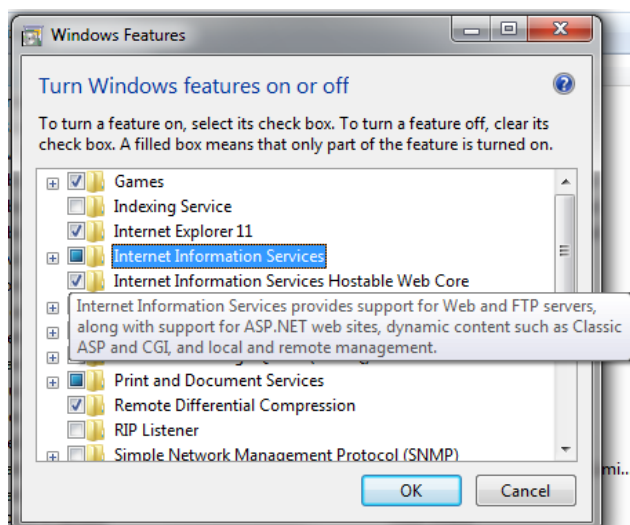 Windows Features
Turn Windows features on or off
To turn a feature on, select its check box. To turn a feature off, clear its
check box. A filled box means that only part of the feature is turned on.
Games
Indexing Service
Internet Explorer 11
Internet Information Services
Internet Information Services Hostable Web Core
Internet Information Services provides support for Web and FTP servers,
along with support for ASP.NET web sites, dynamic content such as Classic
ASP and CGI, and local and remote management.
Print and Document Services
Remote Differential Compression
RIP Listener
Simple Network Management Protocol (SNMP)
mi...
OK Cancel